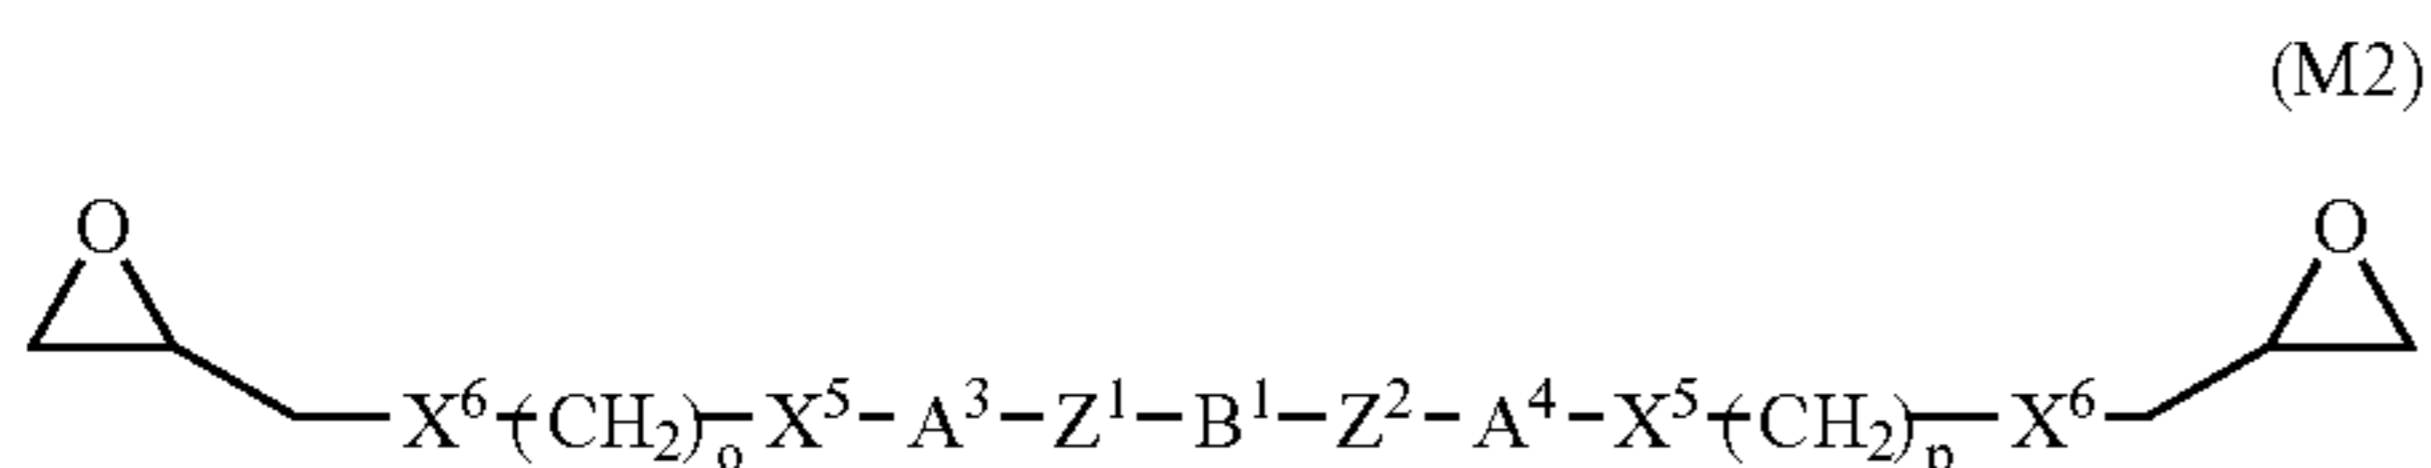 (M2)
O O
X⁶-(CH₂)ₒ-X⁵-A³-Z¹-B¹-Z²-A⁴-X⁵-(CH₂)ₚ-X⁶